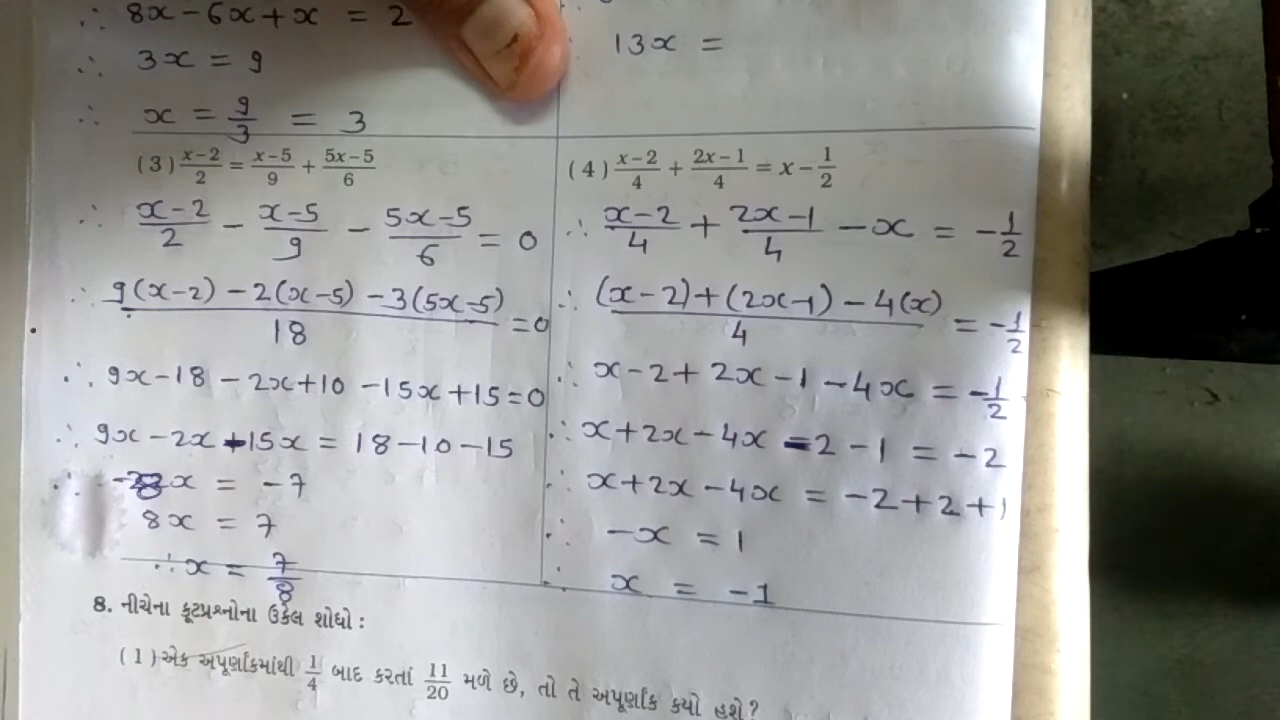 ∴ 8x - 6x + x = 2
∴ 3x = 9
∴ x = 9/3 = 3
13x =
(3) x-2/2 = x-5/9 + 5x-5/6
∴ x-2/2 - x-5/9 - 5x-5/6 = 0
∴ 9(x-2) - 2(x-5) - 3(5x-5)/18 = 0
∴ 9x - 18 - 2x + 10 - 15x + 15 = 0
∴ 9x - 2x - 15x = 18 - 10 - 15
∴ -8x = -7
8x = 7
∴ x = 7/8
(4) x-2/4 + 2x-1/4 = x - 1/2
∴ x-2/4 + 2x-1/4 - x = -1/2
∴ (x-2) + (2x-1) - 4(x)/4 = -1/2
∴ x - 2 + 2x - 1 - 4x = -1/2
∴ x + 2x - 4x - 2 - 1 = -2
∴ x + 2x - 4x = -2 + 2 + 1
∴ -x = 1
∴ x = -1
8. નીચેના કૂટપ્રશ્નોના ઉકેલ શોધો :
(1) એક અપૂર્ણાંકમાંથી 1/4 બાદ કરતાં 11/20 મળે છે, તો તે અપૂર્ણાંક કયો હશે?